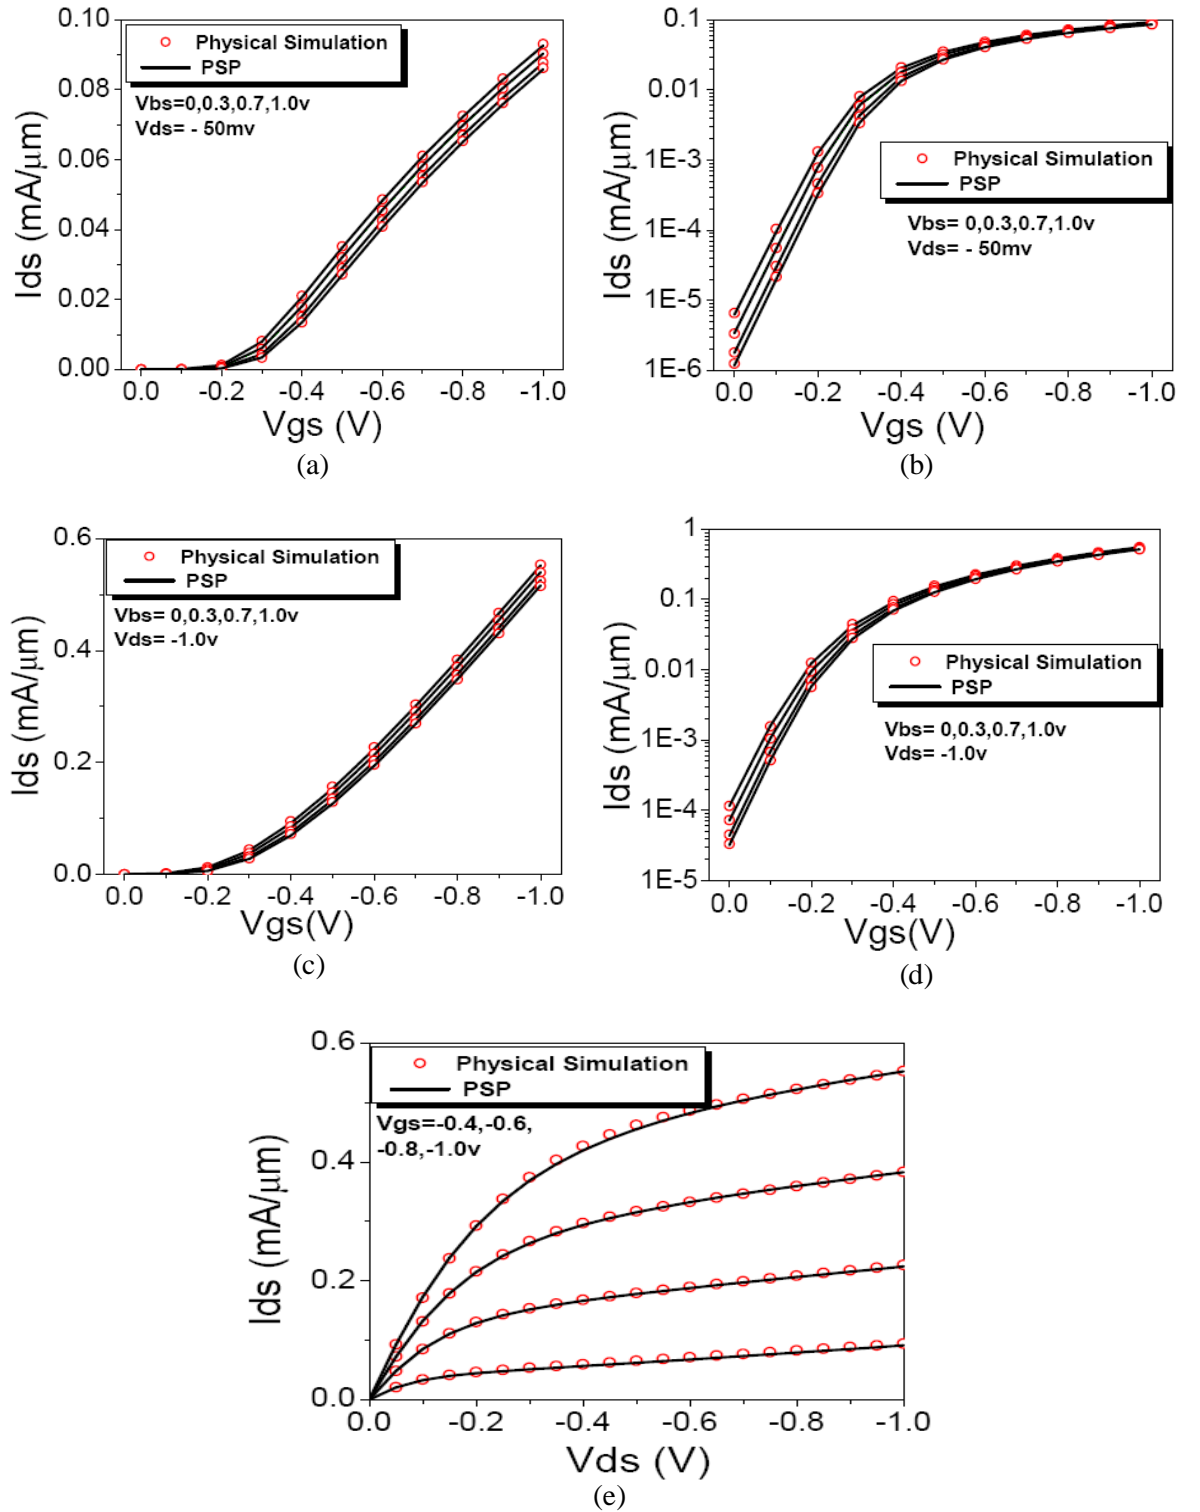 0.10
0.08
0.06
0.04
0.02
0.00
Ids (mA/μm)
Physical Simulation
PSP
Vbs=0,0.3,0.7,1.0v
Vds= - 50mv
0.0 -0.2 -0.4 -0.6 -0.8 -1.0
Vgs (V)
(a)
0.1
0.01
1E-3
1E-4
1E-5
1E-6
Ids (mA/μm)
Physical Simulation
PSP
Vbs= 0,0.3,0.7,1.0v
Vds= - 50mv
0.0 -0.2 -0.4 -0.6 -0.8 -1.0
Vgs (V)
(b)
0.6
0.4
0.2
0.0
Ids (mA/μm)
Physical Simulation
PSP
Vbs= 0,0.3,0.7,1.0v
Vds= -1.0v
0.0 -0.2 -0.4 -0.6 -0.8 -1.0
Vgs(V)
(c)
1
0.1
0.01
1E-3
1E-4
1E-5
Ids (mA/μm)
Physical Simulation
PSP
Vbs= 0,0.3,0.7,1.0v
Vds= -1.0v
0.0 -0.2 -0.4 -0.6 -0.8 -1.0
Vgs(V)
(d)
0.6
0.4
0.2
0.0
Ids (mA/μm)
Physical Simulation
PSP
Vgs=-0.4,-0.6,
-0.8,-1.0v
0.0 -0.2 -0.4 -0.6 -0.8 -1.0
Vds (V)
(e)